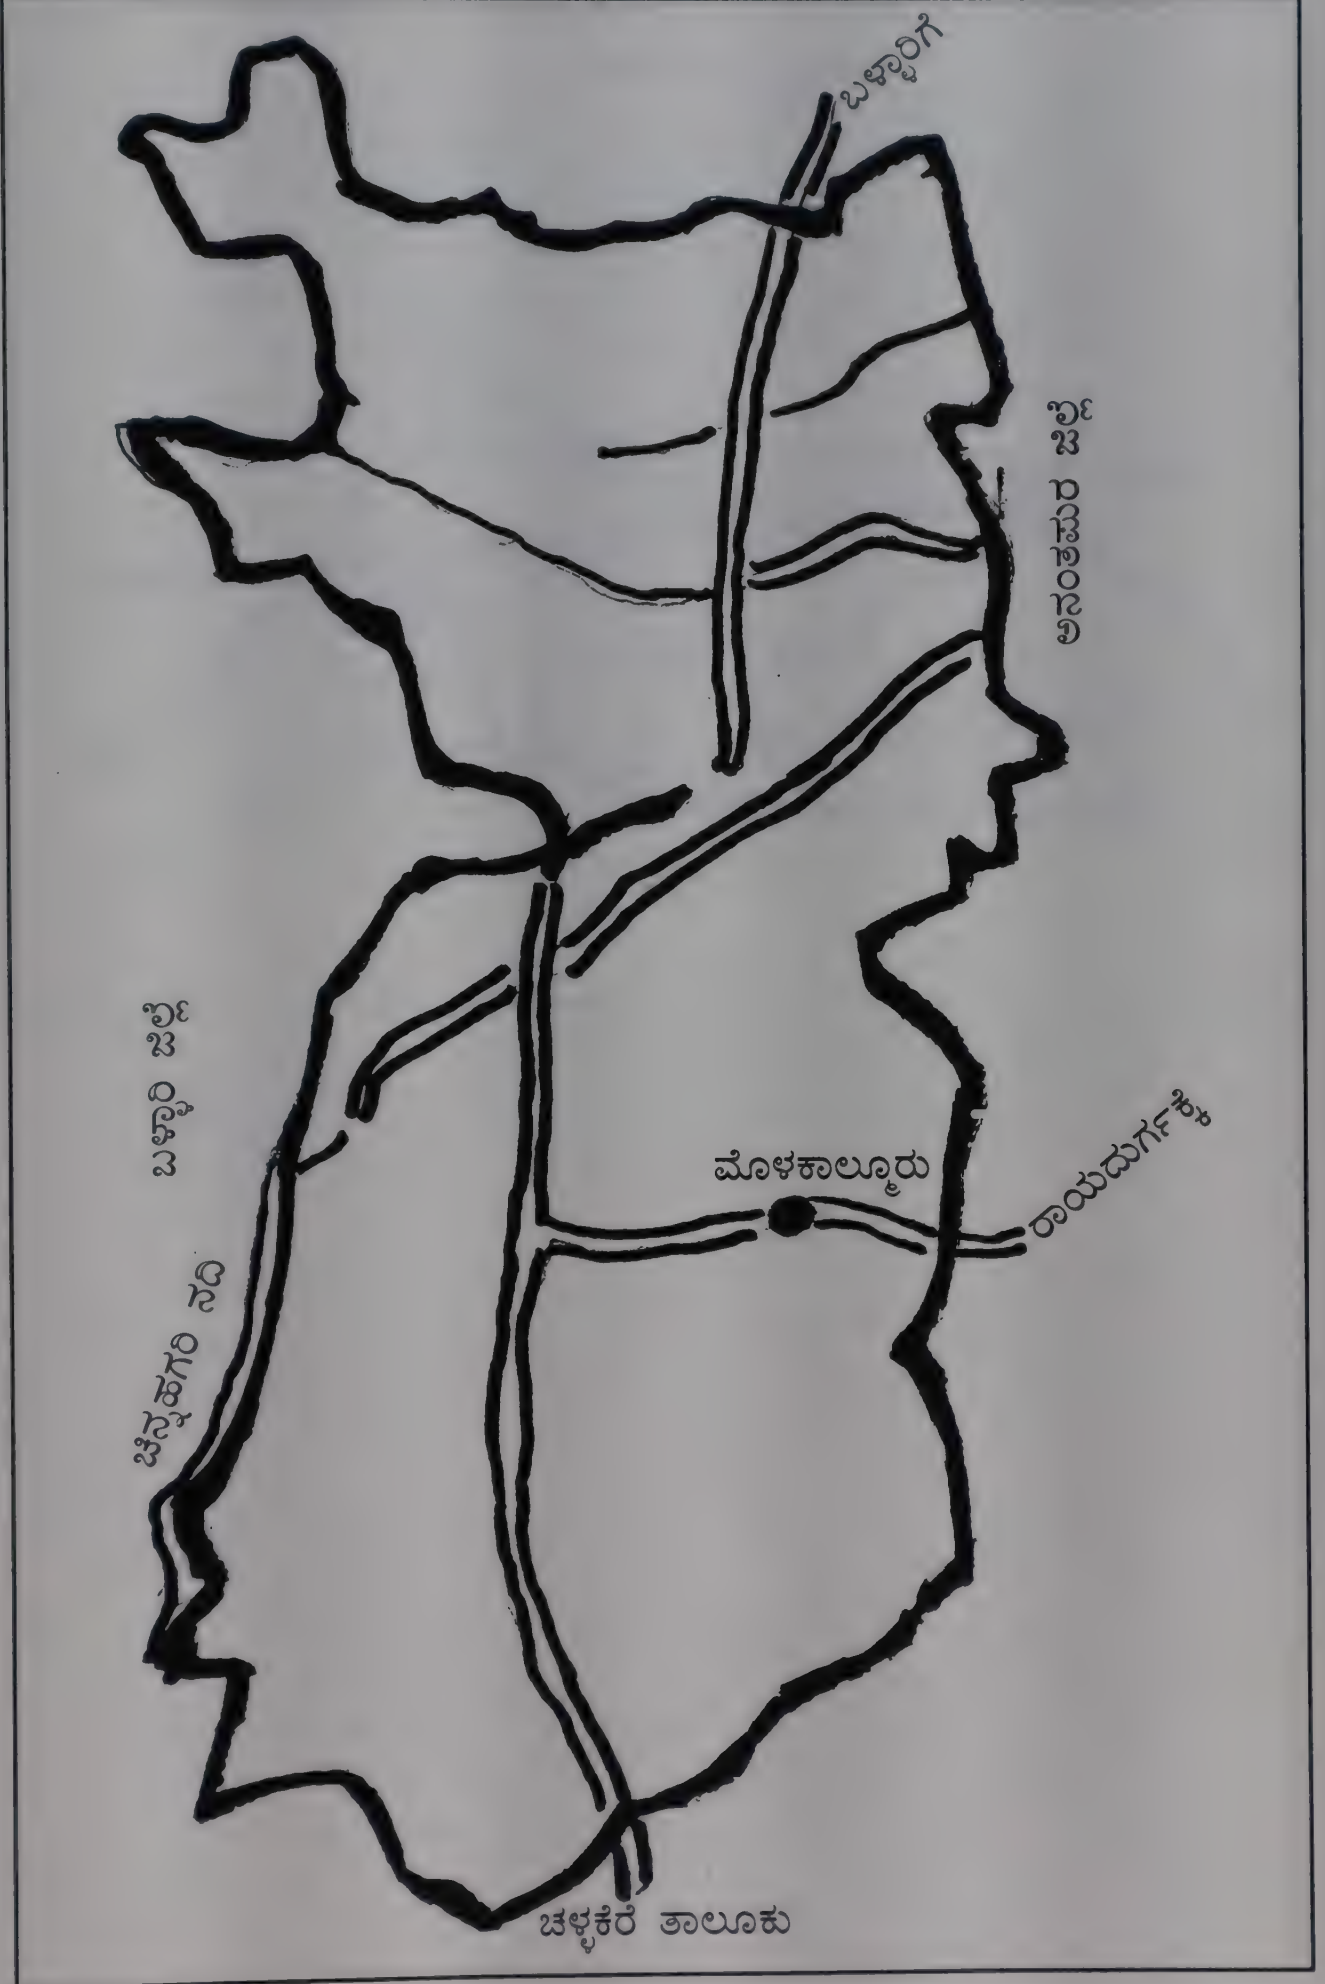 ಬಳ್ಳಾರಿಗೆ
ಅನಂತಪುರ ಜಿಲ್ಲೆ
ಬಳ್ಳಾರಿ ಜಿಲ್ಲೆ
ಮೊಳಕಾಲ್ಮೂರು
ರಾಯದುರ್ಗಕ್ಕೆ
ಚಿನ್ನಹಗರಿ ನದಿ
ಚಳ್ಳಕೆರೆ ತಾಲೂಕು